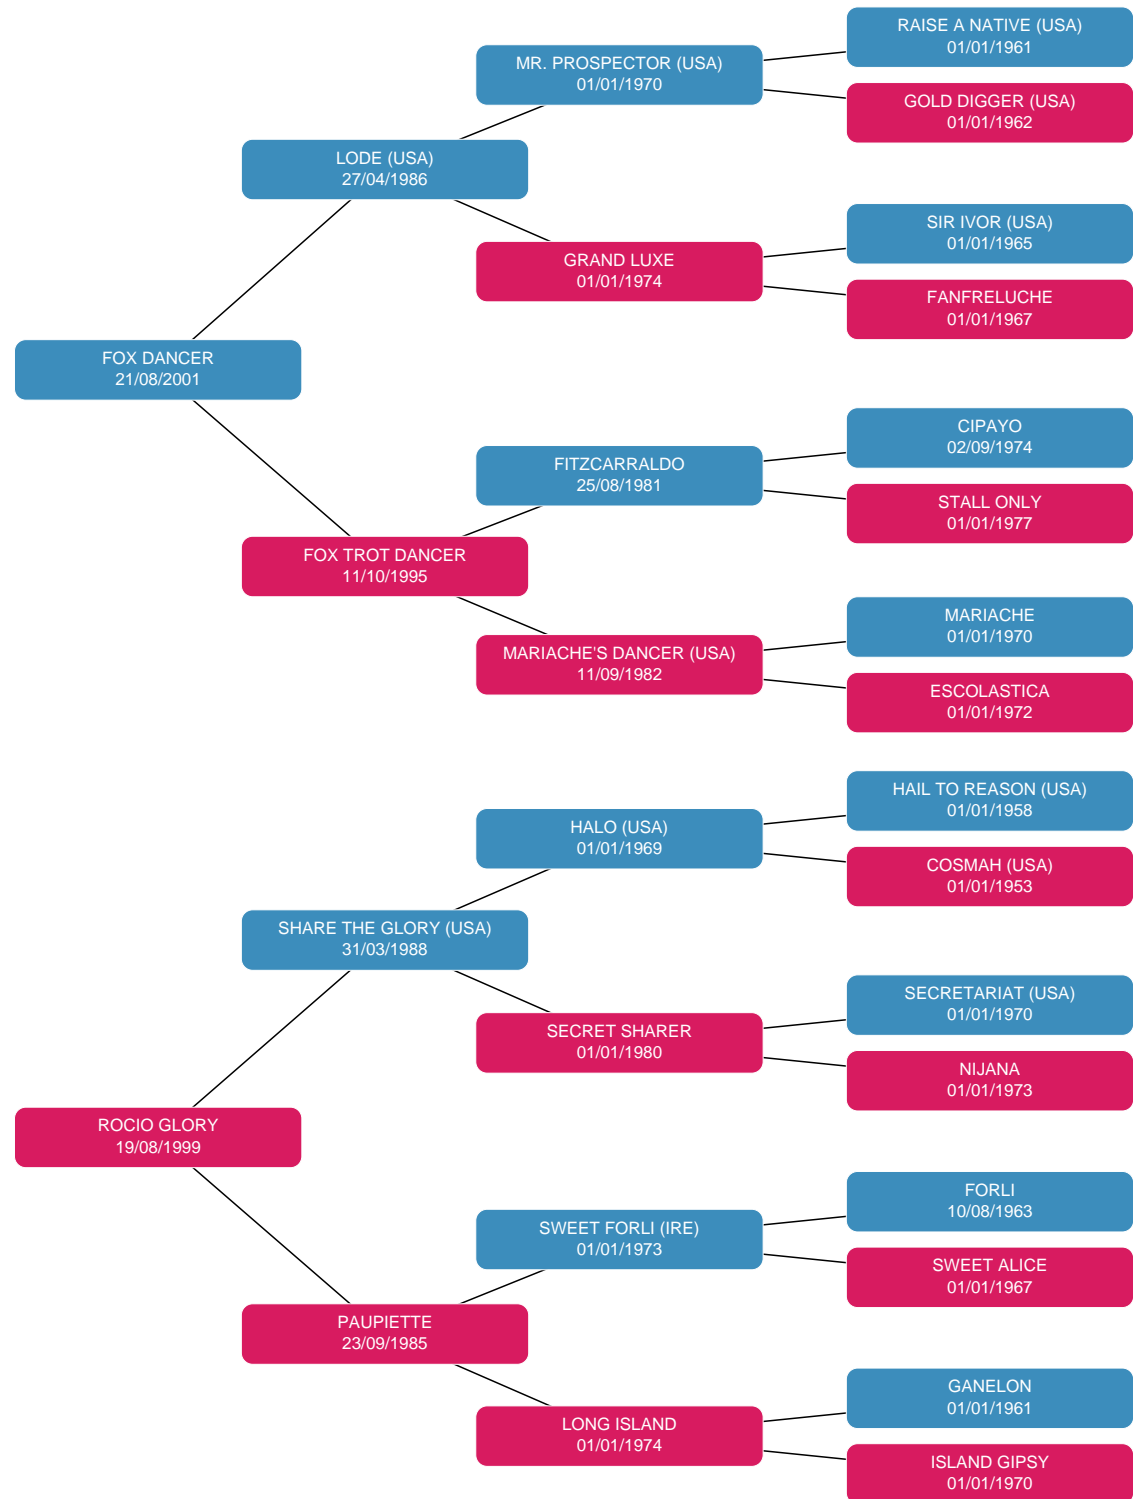 RAISE A NATIVE (USA)
01/01/1961
MR. PROSPECTOR (USA)
01/01/1970
GOLD DIGGER (USA)
01/01/1962
LODE (USA)
27/04/1986
SIR IVOR (USA)
01/01/1965
GRAND LUXE
01/01/1974
FANFRELUCHE
01/01/1967
FOX DANCER
21/08/2001
CIPAYO
02/09/1974
FITZCARRALDO
25/08/1981
STALL ONLY
01/01/1977
FOX TROT DANCER
11/10/1995
MARIACHE
01/01/1970
MARIACHE'S DANCER (USA)
11/09/1982
ESCOLASTICA
01/01/1972
HAIL TO REASON (USA)
01/01/1958
HALO (USA)
01/01/1969
COSMAH (USA)
01/01/1953
SHARE THE GLORY (USA)
31/03/1988
SECRETARIAT (USA)
01/01/1970
SECRET SHARER
01/01/1980
NIJANA
01/01/1973
ROCIO GLORY
19/08/1999
FORLI
10/08/1963
SWEET FORLI (IRE)
01/01/1973
SWEET ALICE
01/01/1967
PAUPIETTE
23/09/1985
GANELON
01/01/1961
LONG ISLAND
01/01/1974
ISLAND GIPSY
01/01/1970